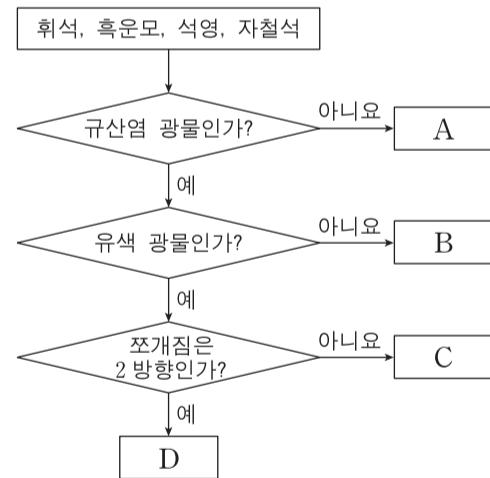 휘석, 흑운모, 석영, 자철석
규산염 광물인가?
아니요
A
예
유색 광물인가?
아니요
B
예
쪼개짐은
2 방향인가?
아니요
C
예
D